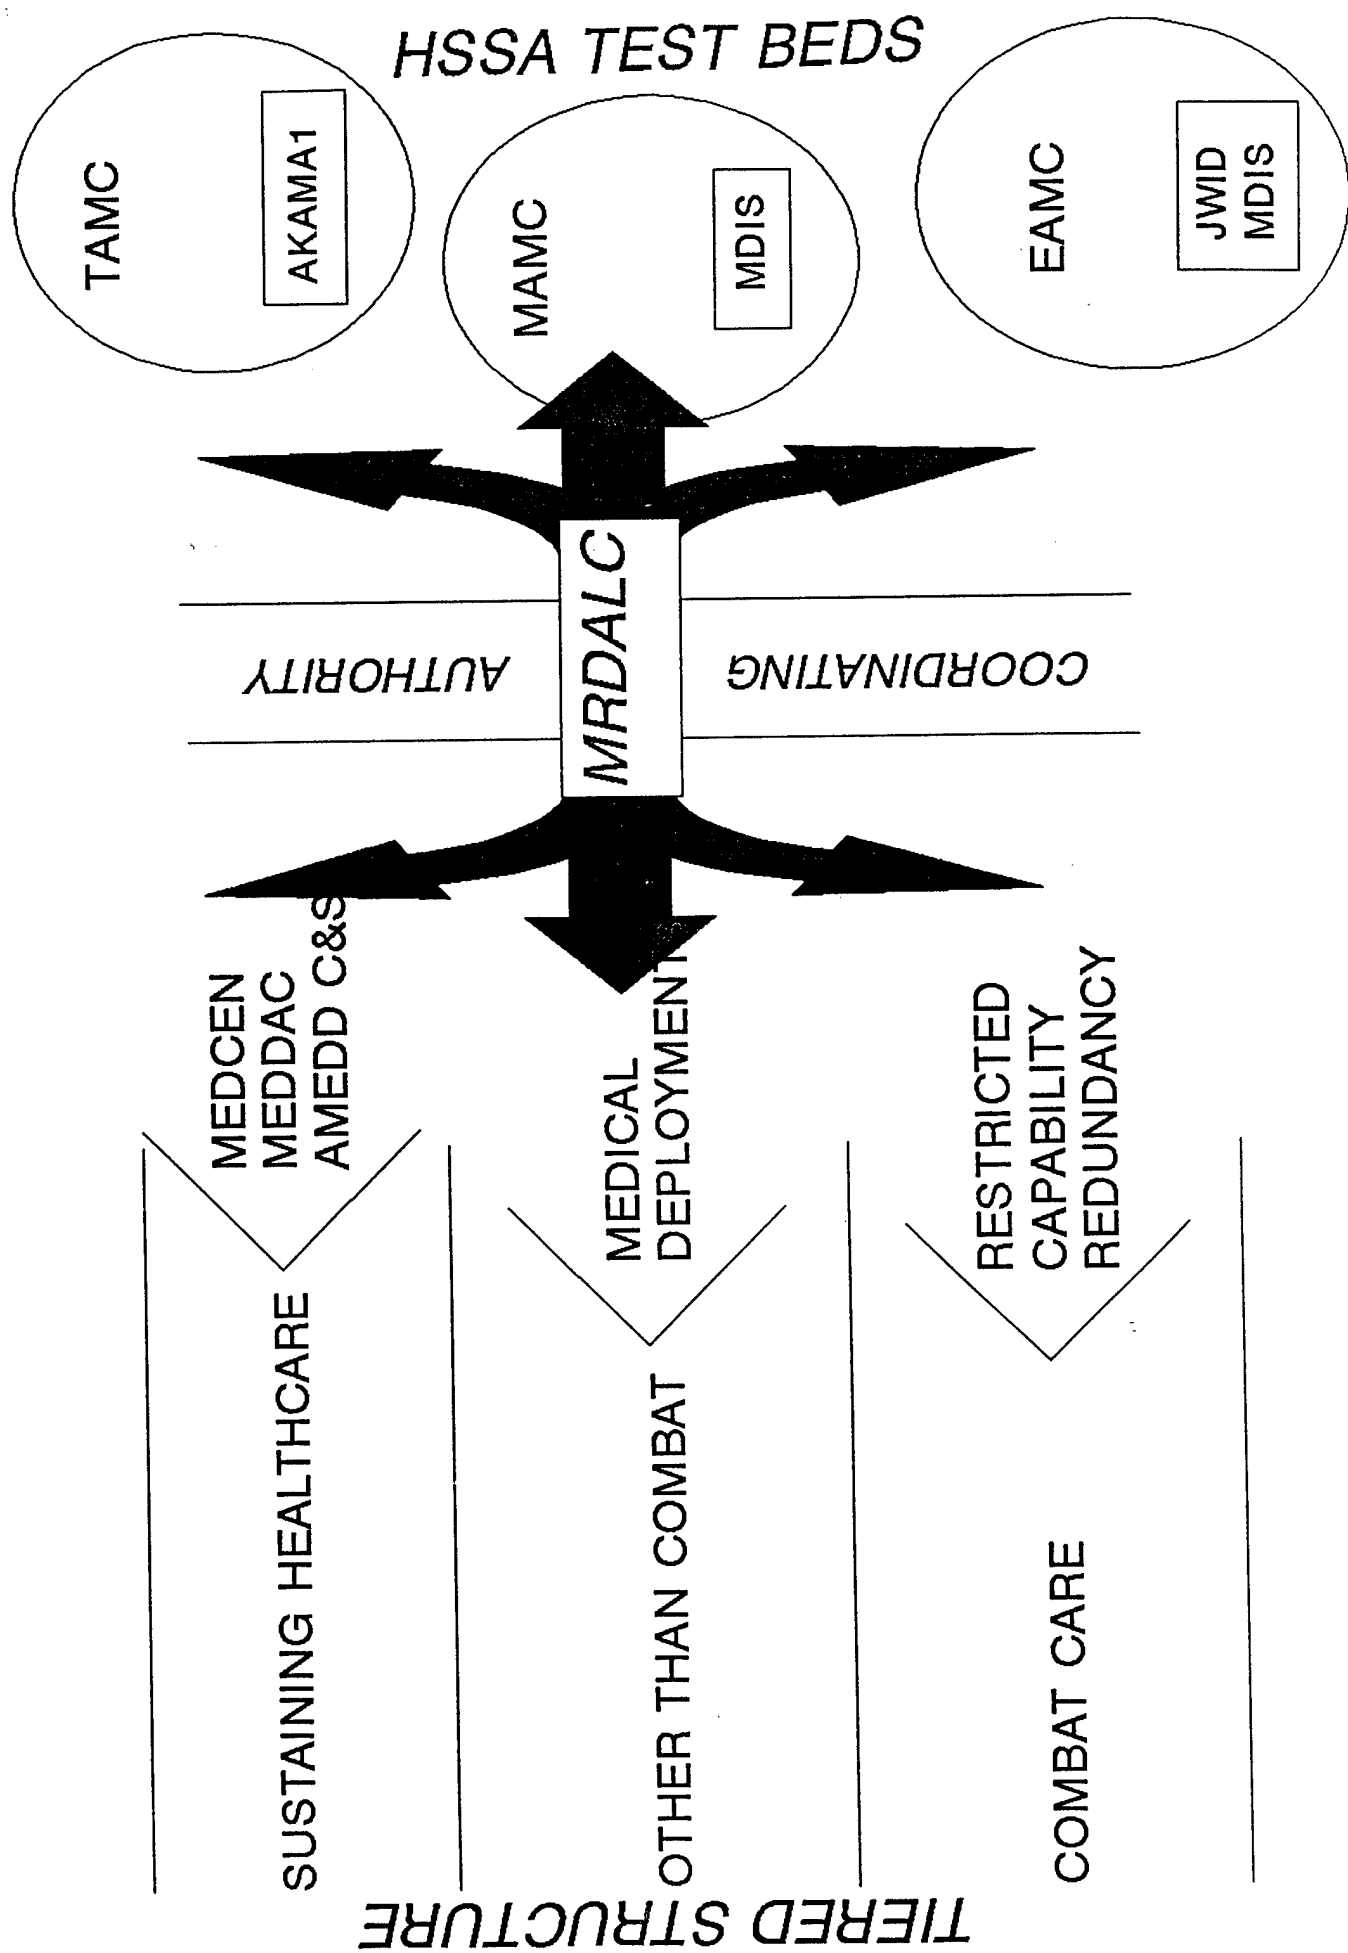 HSSA TEST BEDS
TAMC
AKAMA1
MAMC
MDIS
EAMC
JWID
MDIS
AUTHORITY
MRDALC
COORDINATING
MEDCEN
MEDDAC
AMEDD C&S
MEDICAL
DEPLOYMENT
RESTRICTED
CAPABILITY
REDUNDANCY
SUSTAINING HEALTHCARE
OTHER THAN COMBAT
COMBAT CARE
TIERED STRUCTURE